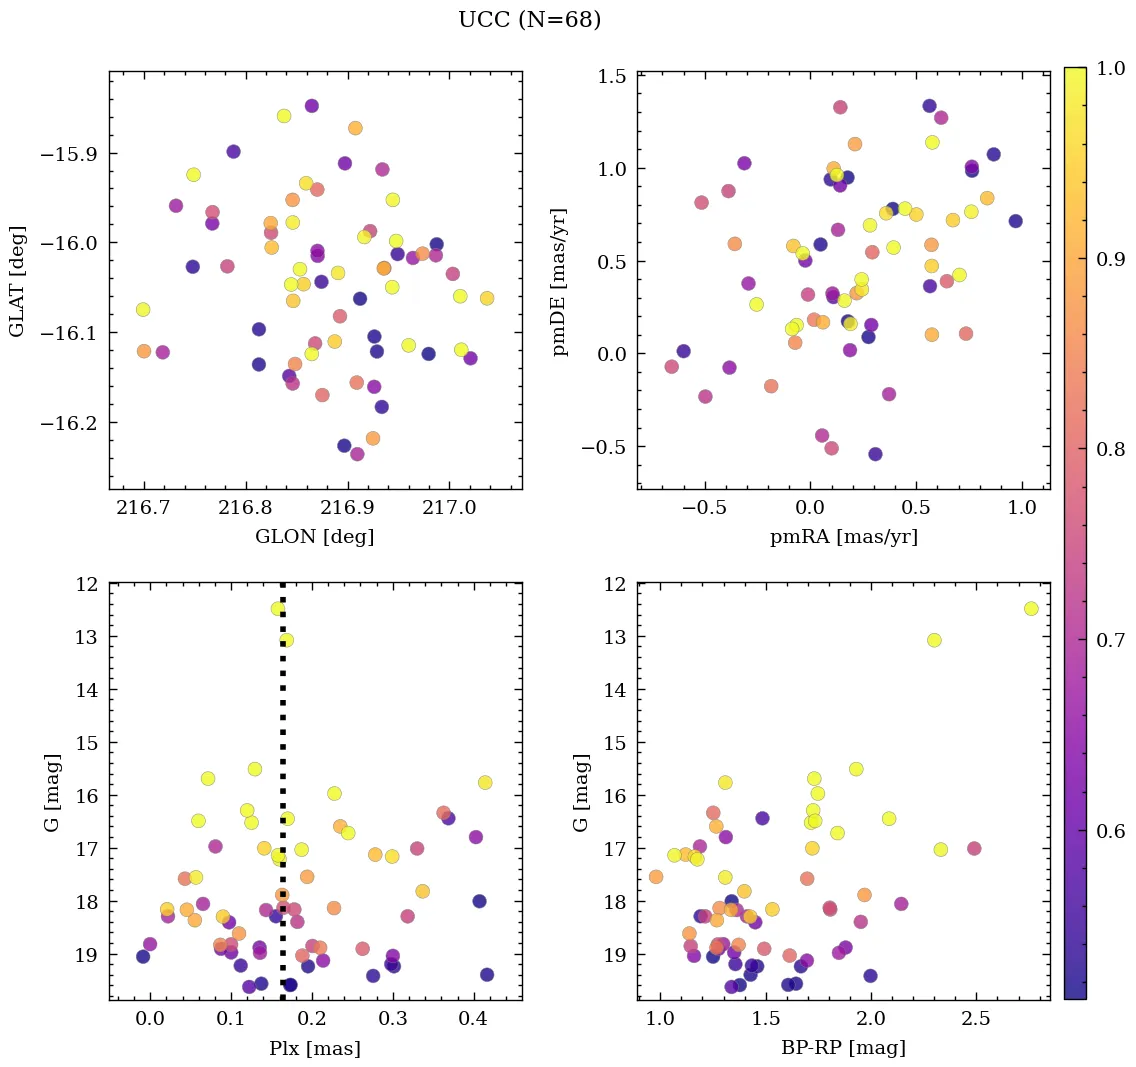 UCC (N=68)
−15.9
−16.0
−16.1
−16.2
GLAT [deg]
216.7 216.8 216.9 217.0
GLON [deg]
1.5
1.0
0.5
0.0
−0.5
pmDE [mas/yr]
−0.5 0.0 0.5 1.0
pmRA [mas/yr]
1.0
0.9
0.8
0.7
0.6
12
13
14
15
16
17
18
19
G [mag]
0.0 0.1 0.2 0.3 0.4
Plx [mas]
12
13
14
15
16
17
18
19
G [mag]
1.0 1.5 2.0 2.5
BP-RP [mag]